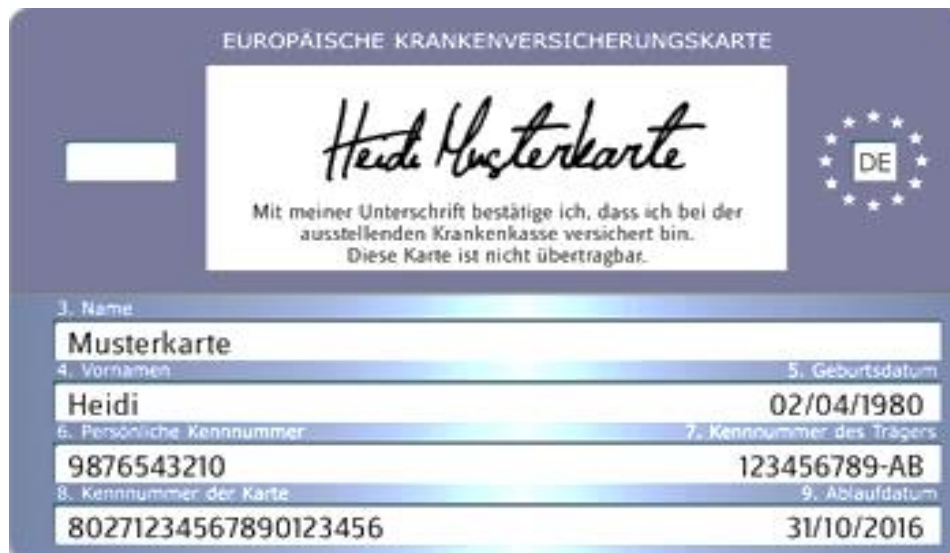 EUROPÄISCHE KRANKENVERSICHERUNGSKARTE
Heidi Musterkarte
DE
Mit meiner Unterschrift bestätige ich, dass ich bei der
ausstellenden Krankenkasse versichert bin.
Diese Karte ist nicht übertragbar.
3. Name
Musterkarte
4. Vornamen 5. Geburtsdatum
Heidi 02/04/1980
6. Persönliche Kennnummer 7. Kennnummer des Trägers
9876543210 123456789-AB
8. Kennnummer der Karte 9. Ablaufdatum
80271234567890123456 31/10/2016